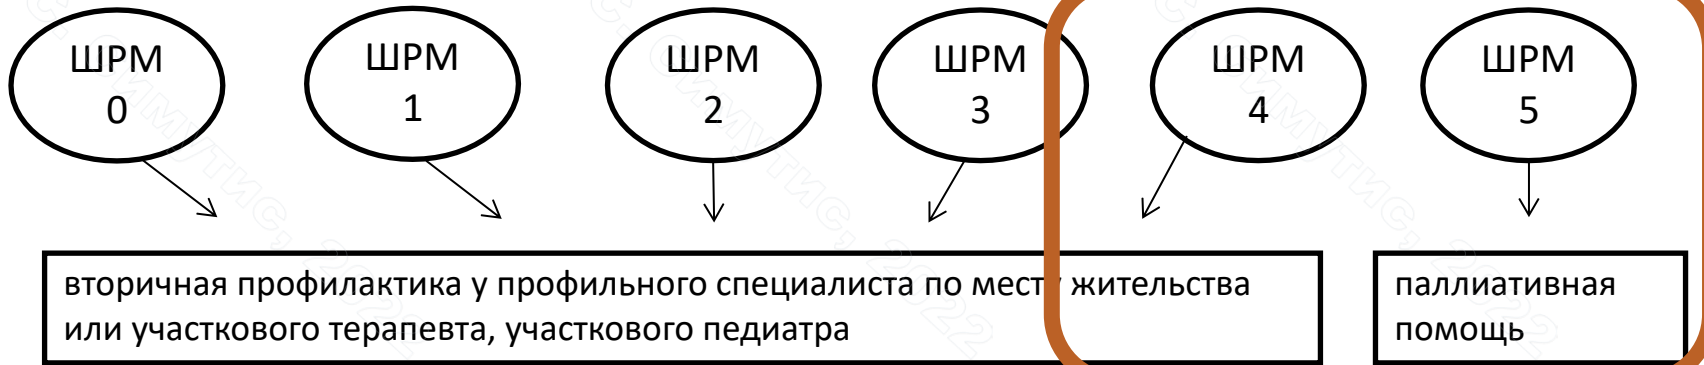 ШРМ
0
ШРМ
1
ШРМ
2
ШРМ
3
ШРМ
4
ШРМ
5
вторичная профилактика у профильного специалиста по месту жительства
или участкового терапевта, участкового педиатра
паллиативная
помощь